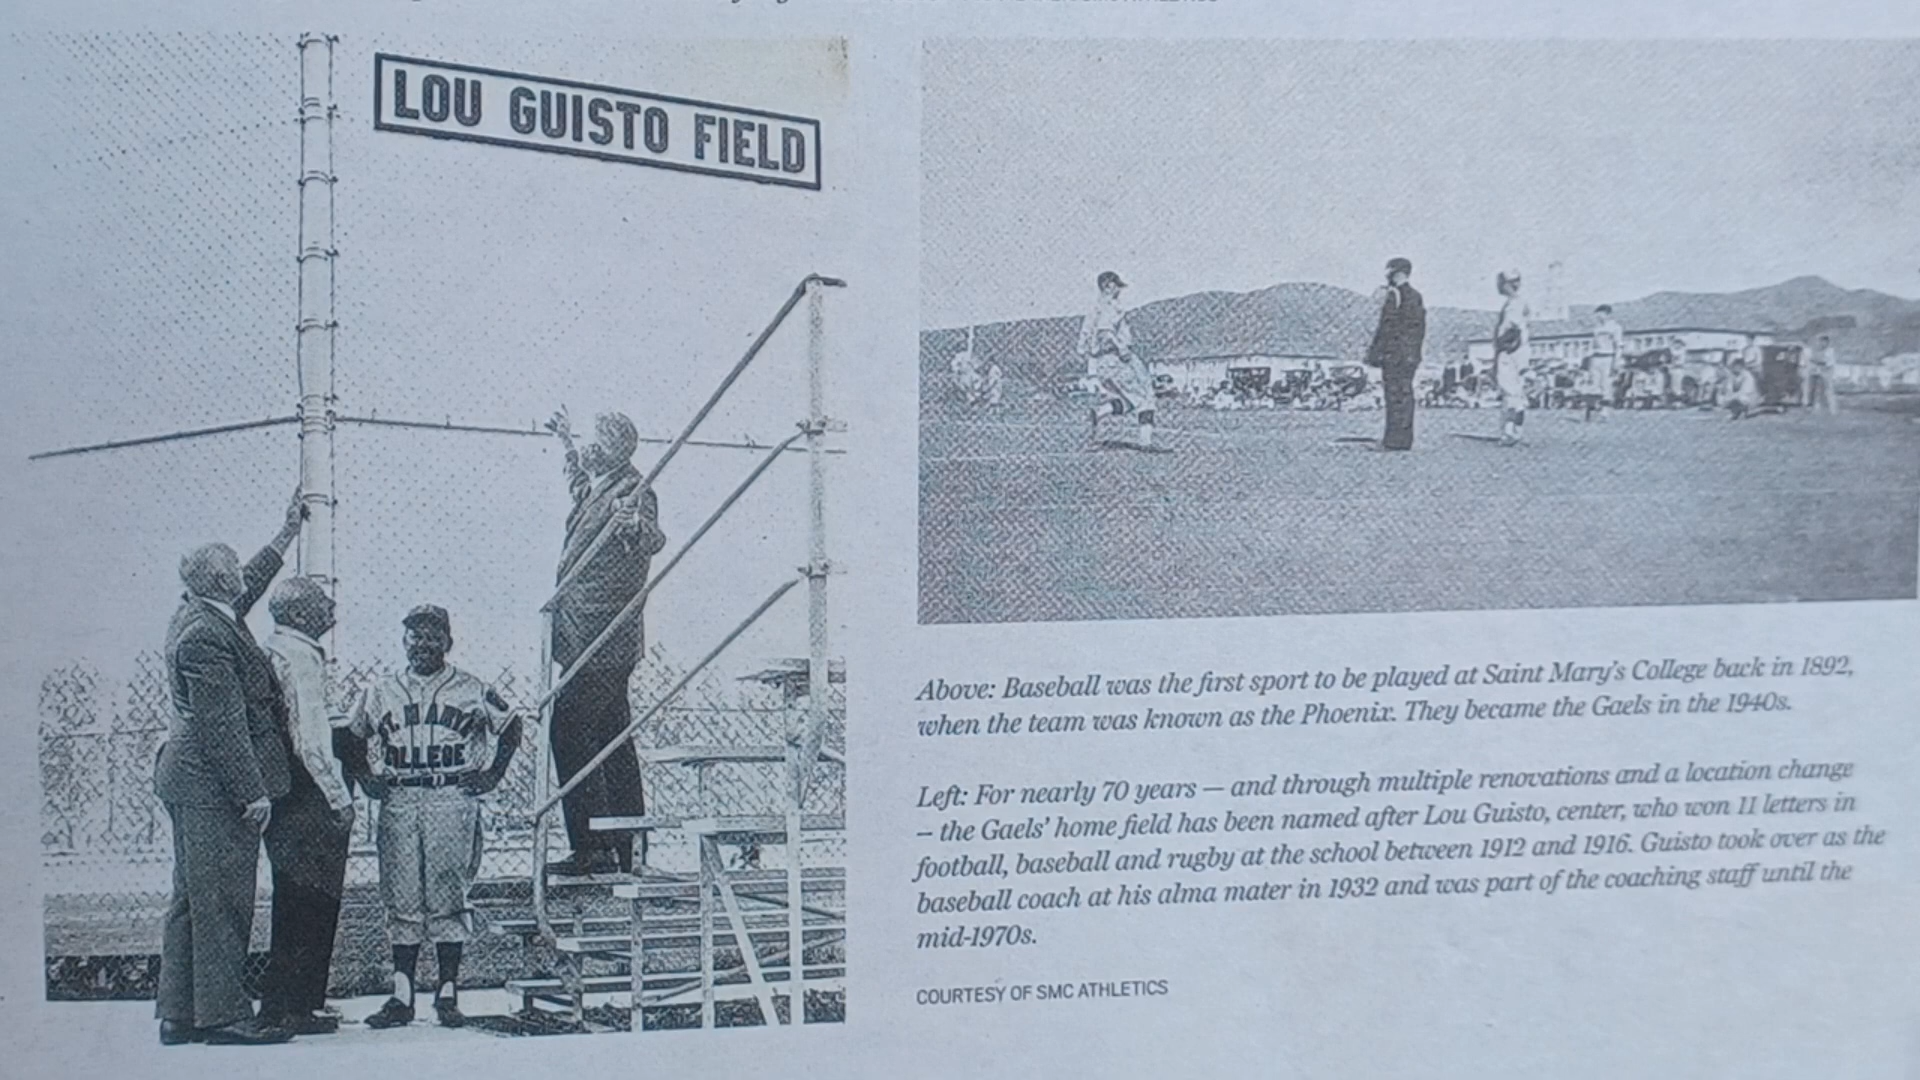 LOU GUISTO FIELD
ST. MARY'S
COLLEGE
Above: Baseball was the first sport to be played at Saint Mary's College back in 1892,
when the team was known as the Phoenix. They became the Gaels in the 1940s.
Left: For nearly 70 years — and through multiple renovations and a location change
– the Gaels' home field has been named after Lou Guisto, center, who won 11 letters in
football, baseball and rugby at the school between 1912 and 1916. Guisto took over as the
baseball coach at his alma mater in 1932 and was part of the coaching staff until the
mid-1970s.
COURTESY OF SMC ATHLETICS